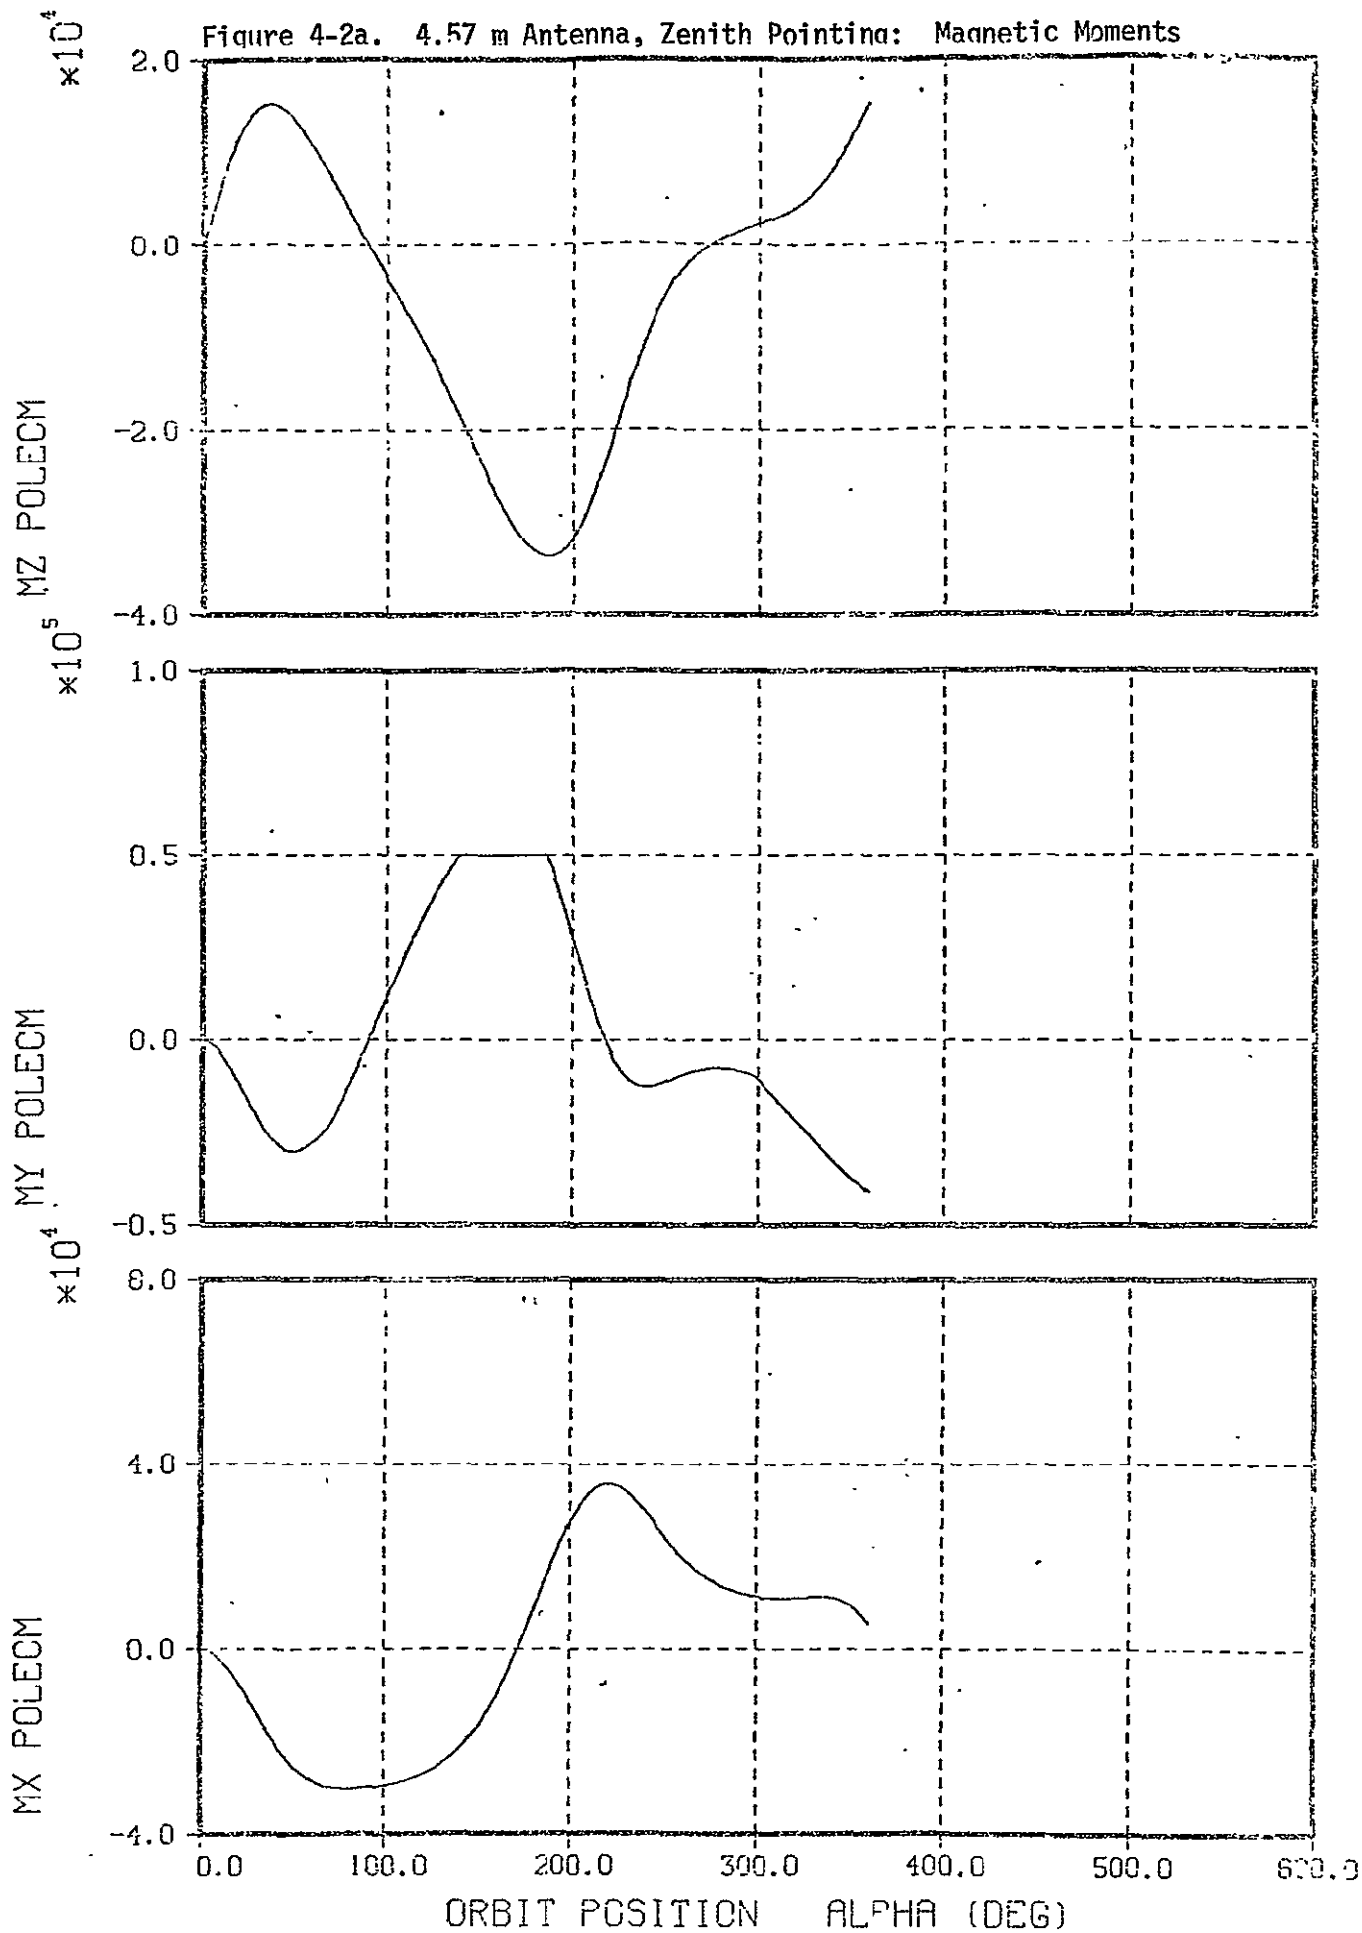 Figure 4-2a. 4.57 m Antenna, Zenith Pointing: Magnetic Moments
*10⁴
2.0
0.0
-2.0
-4.0
MZ POLECM
*10⁵
1.0
0.5
0.0
-0.5
MY POLECM
*10⁴
8.0
4.0
0.0
-4.0
MX POLECM
0.0 100.0 200.0 300.0 400.0 500.0 600.0
ORBIT POSITION ALPHA (DEG)